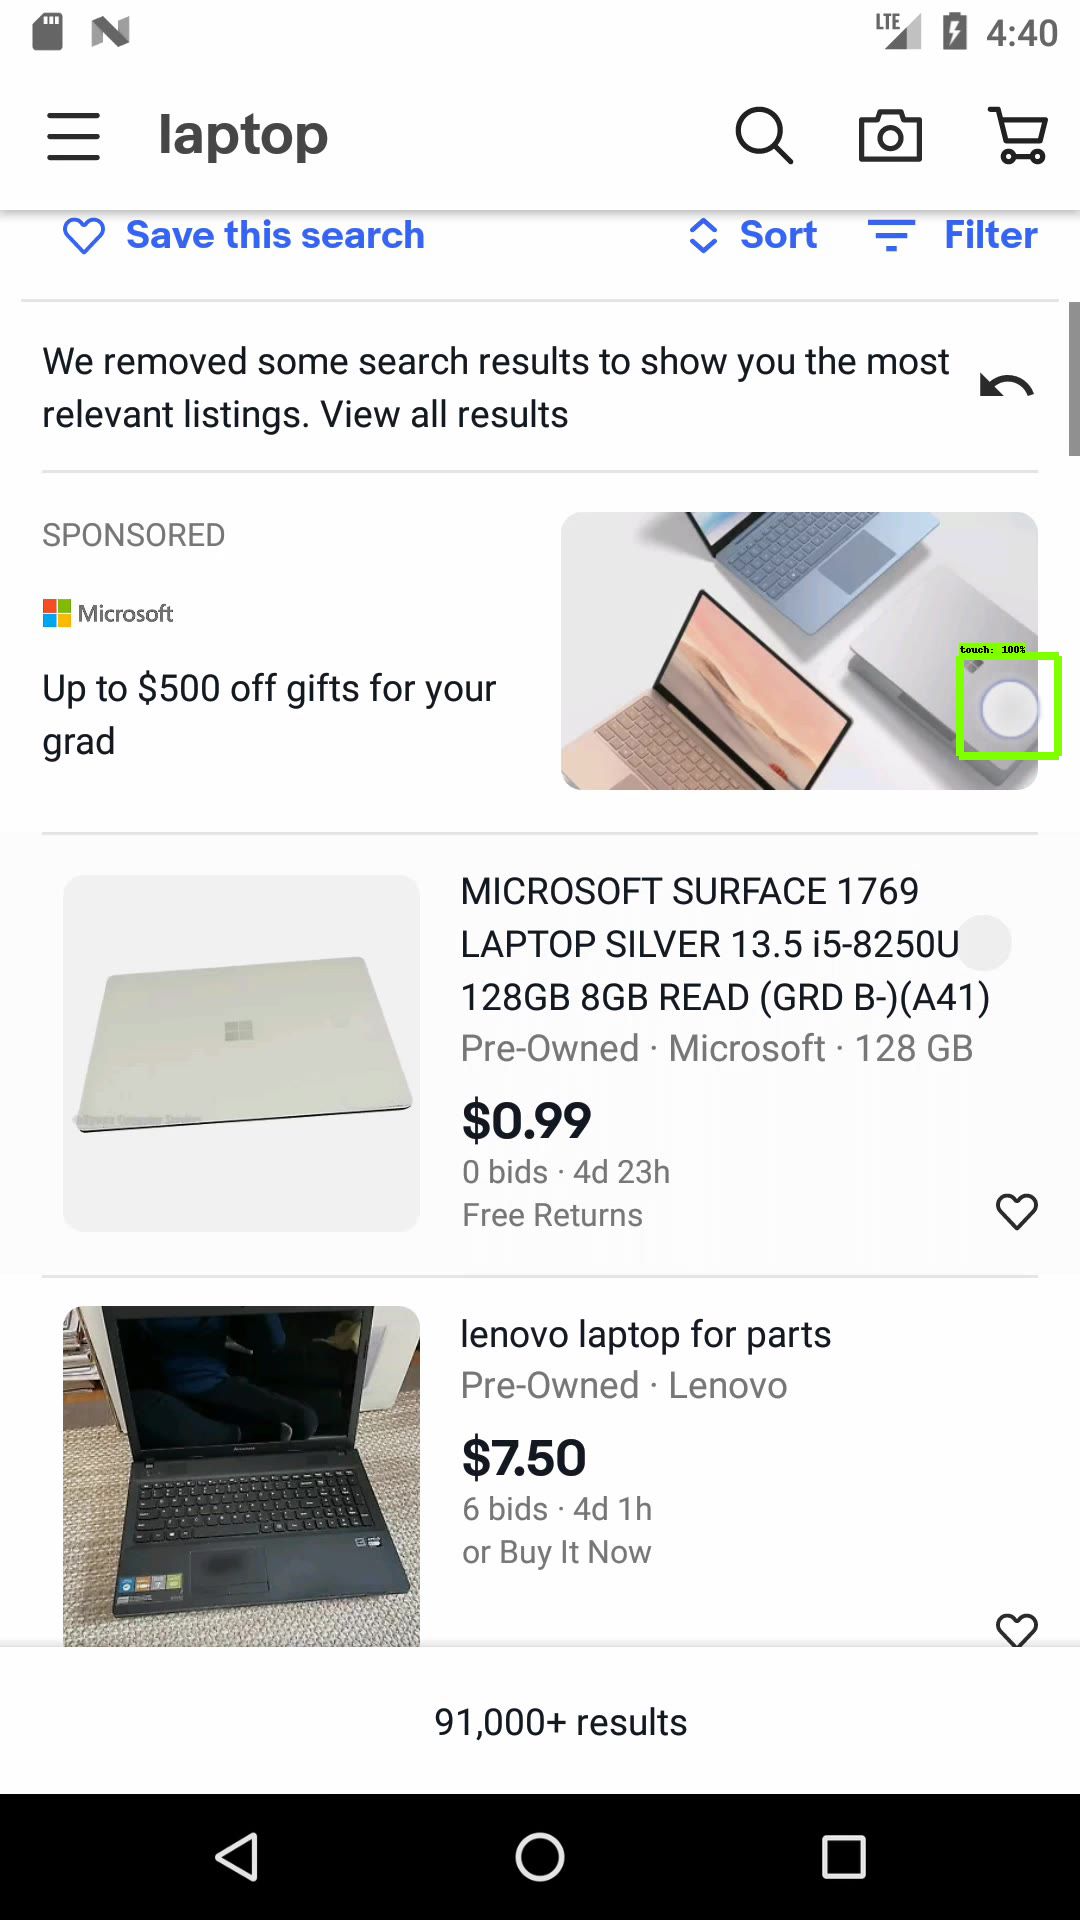 LTE 4:40
laptop
Save this search Sort Filter
We removed some search results to show you the most
relevant listings. View all results
SPONSORED
Microsoft
Up to $500 off gifts for your
grad
touch: 100%
MICROSOFT SURFACE 1769
LAPTOP SILVER 13.5 i5-8250U
128GB 8GB READ (GRD B-)(A41)
Pre-Owned · Microsoft · 128 GB
$0.99
0 bids · 4d 23h
Free Returns
lenovo laptop for parts
Pre-Owned · Lenovo
$7.50
6 bids · 4d 1h
or Buy It Now
91,000+ results